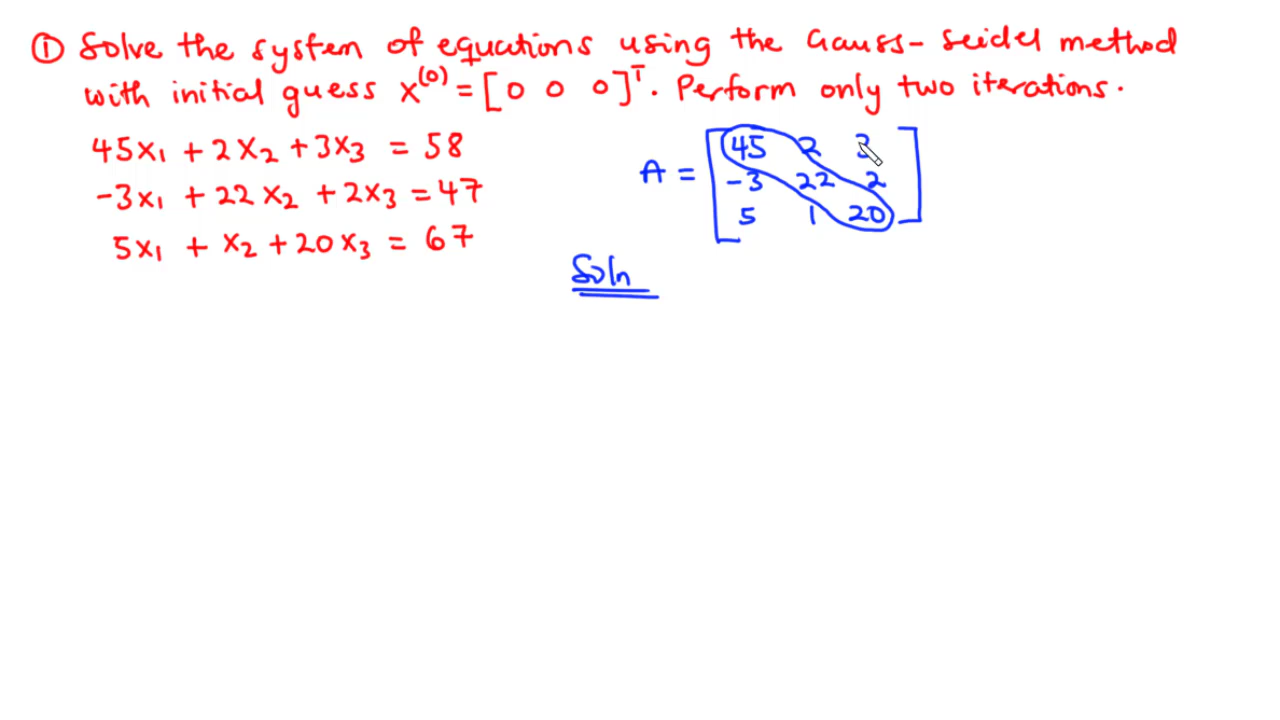 ① Solve the system of equations using the Gauss-Seidel method
with initial guess x⁽⁰⁾ = [0 0 0]ᵀ. Perform only two iterations.
45x₁ + 2x₂ + 3x₃ = 58
-3x₁ + 22x₂ + 2x₃ = 47
5x₁ + x₂ + 20x₃ = 67
A = [45 2 3
-3 22 2
5 1 20]
Soln